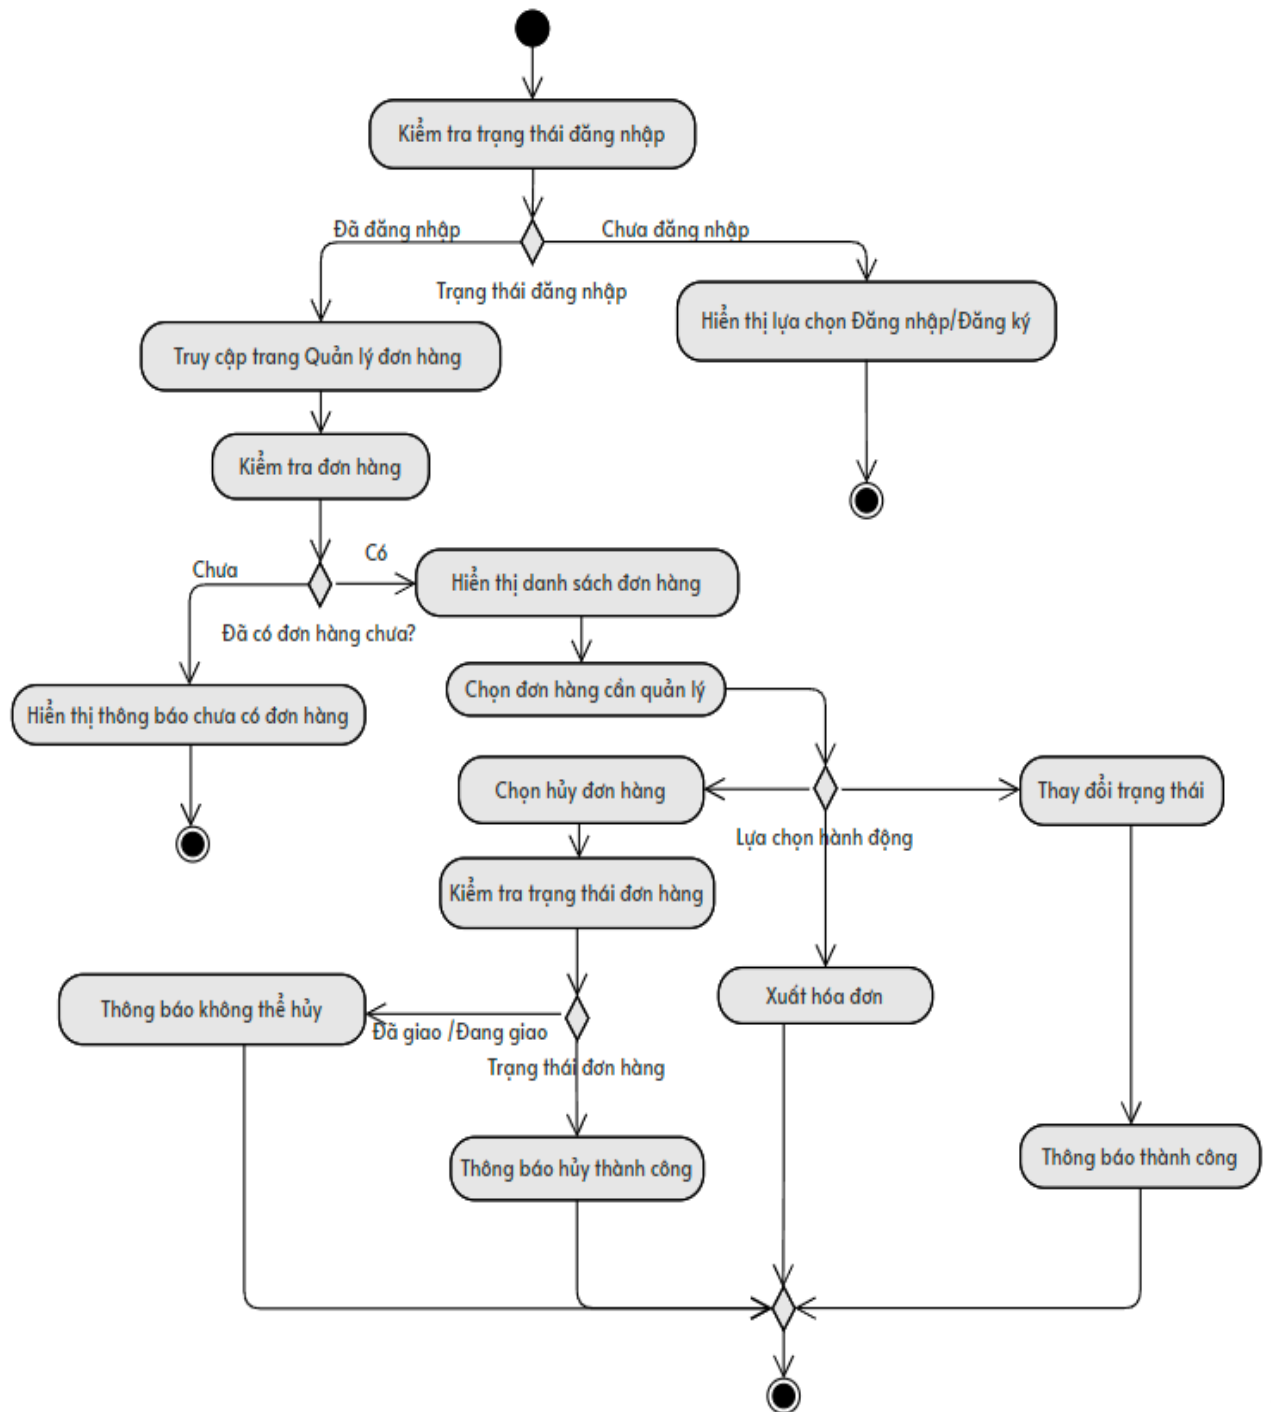 Kiểm tra trạng thái đăng nhập
Đã đăng nhập
Chưa đăng nhập
Trạng thái đăng nhập
Hiển thị lựa chọn Đăng nhập/Đăng ký
Truy cập trang Quản lý đơn hàng
Kiểm tra đơn hàng
Chưa
Có
Hiển thị danh sách đơn hàng
Đã có đơn hàng chưa?
Chọn đơn hàng cần quản lý
Hiển thị thông báo chưa có đơn hàng
Chọn hủy đơn hàng
Thay đổi trạng thái
Lựa chọn hành động
Kiểm tra trạng thái đơn hàng
Thông báo không thể hủy
Xuất hóa đơn
Đã giao /Đang giao
Trạng thái đơn hàng
Thông báo hủy thành công
Thông báo thành công